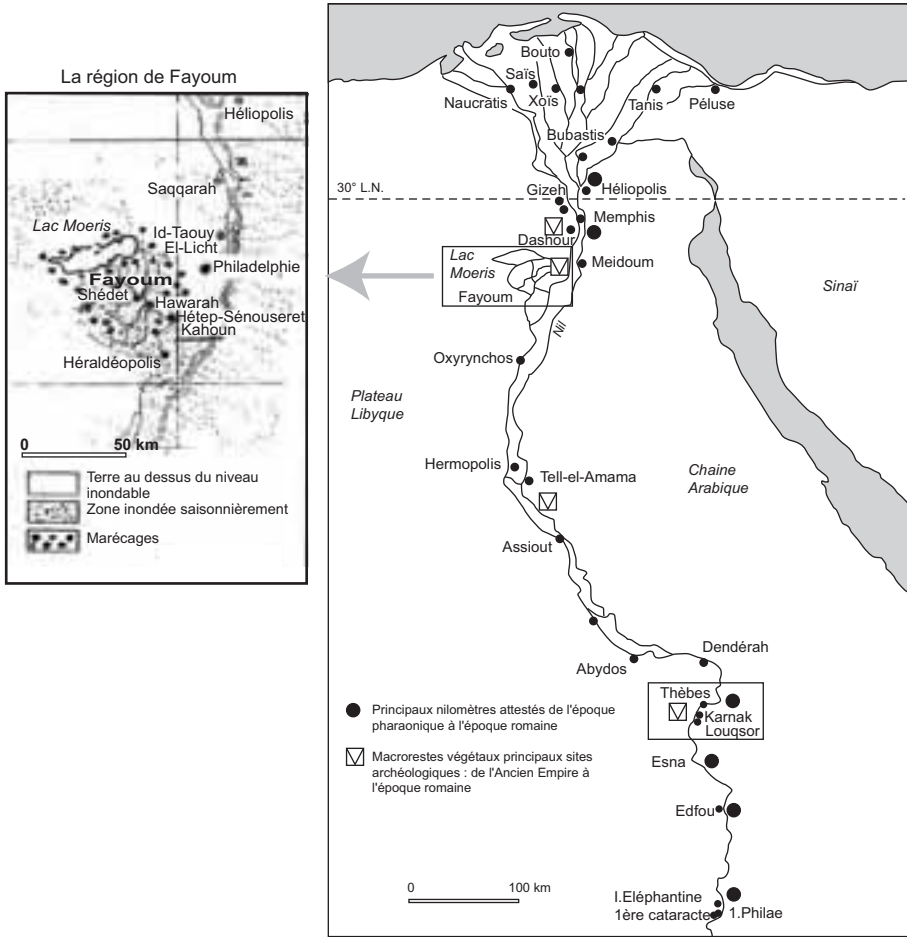 La région de Fayoum
Héliopolis
Saqqarah
Lac Moeris
Id-Taouy
El-Licht
Philadelphie
Fayoum
Shédet
Hawarah
Hétep-Sénouseret
Kahoun
Héraldéopolis
0 50 km
Terre au dessus du niveau
inondable
Zone inondée saisonnièrement
Marécages
Bouto
Saïs
Naucrâtis
Xoïs
Tanis
Péluse
Bubastis
30° L.N.
Gizeh
Héliopolis
Memphis
Dashour
Lac
Moeris
Meidoum
Fayoum
Sinaï
Nil
Oxyrynchos
Plateau
Libyque
Hermopolis
Tell-el-Amama
Chaine
Arabique
Assiout
Abydos
Dendérah
Thèbes
Karnak
Louqsor
Principaux nilomètres attestés de l'époque
pharaonique à l'époque romaine
Macrorestes végétaux principaux sites
archéologiques : de l'Ancien Empire à
l'époque romaine
Esna
Edfou
0 100 km
I.Eléphantine
1ère cataracte
1.Philae